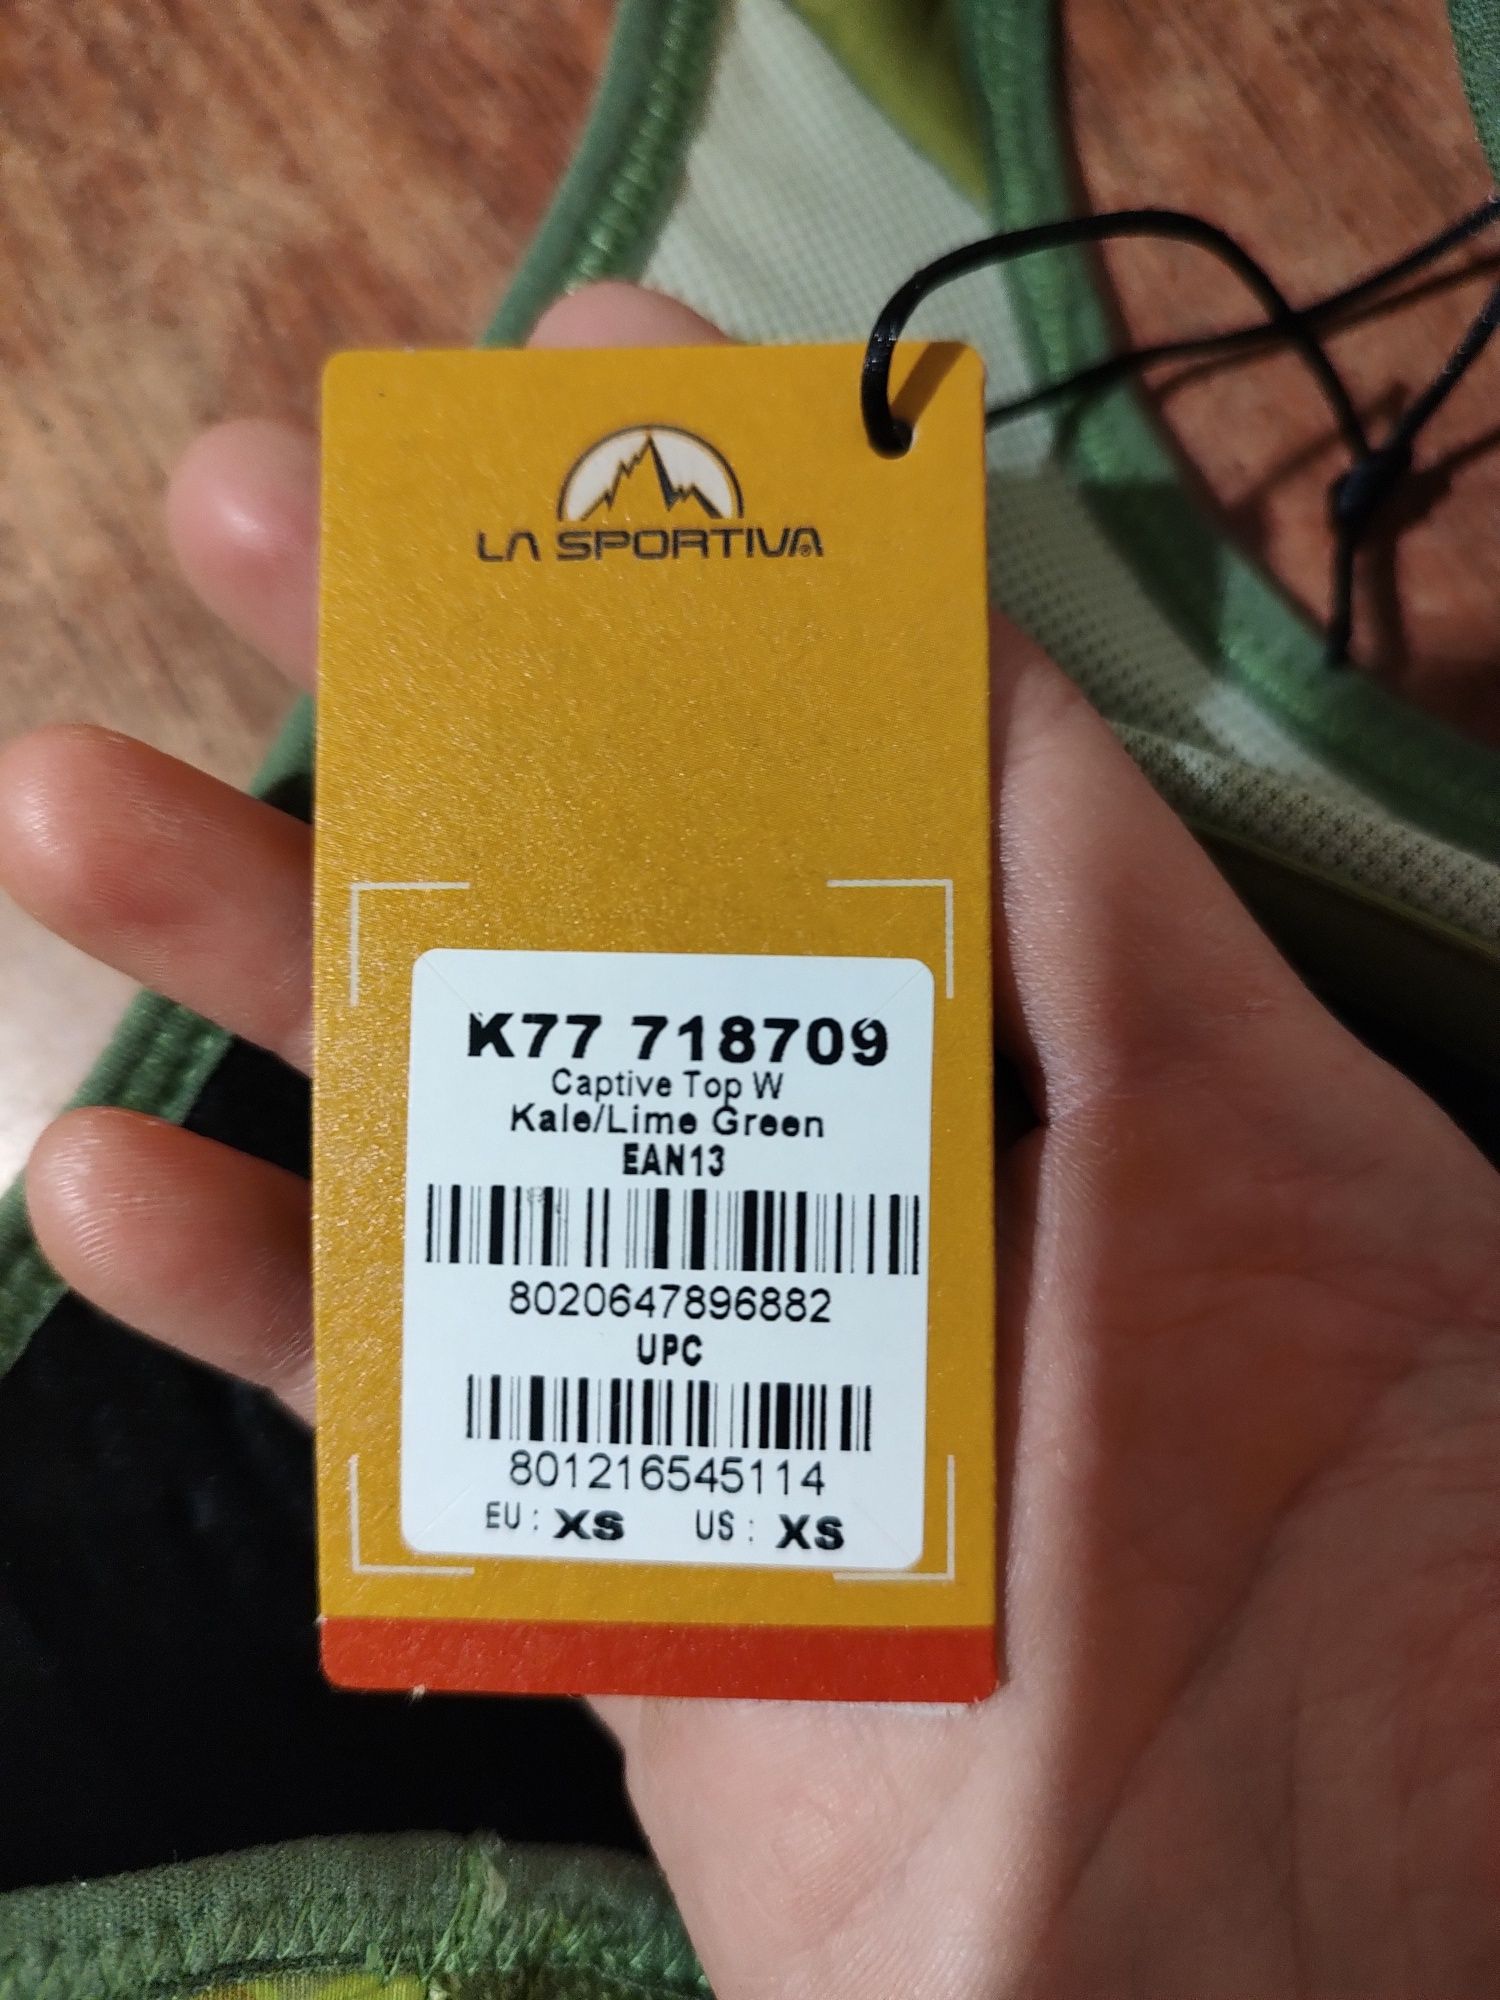 LA SPORTIVA®
K77 718709
Captive Top W
Kale/Lime Green
EAN13
8020647896882
UPC
801216545114
EU : XS US : XS